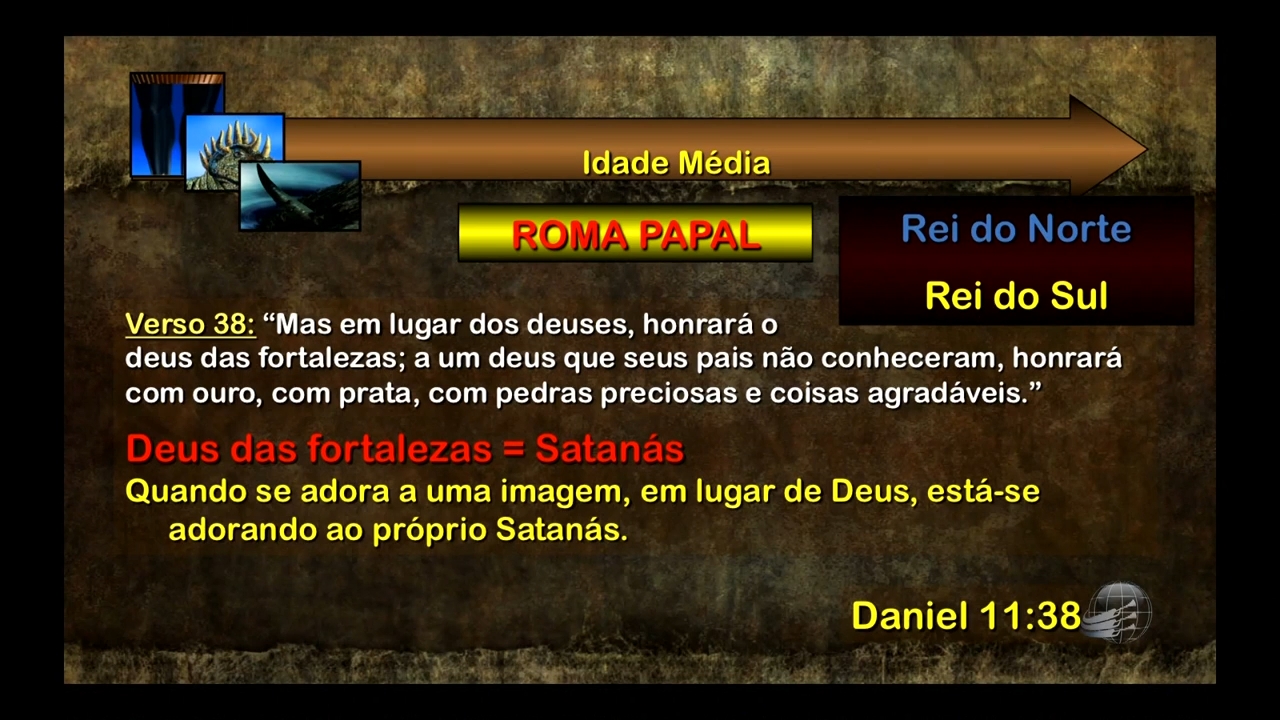 Idade Média
ROMA PAPAL
Rei do Norte
Rei do Sul
Verso 38: “Mas em lugar dos deuses, honrará o
deus das fortalezas; a um deus que seus pais não conheceram, honrará
com ouro, com prata, com pedras preciosas e coisas agradáveis.”
Deus das fortalezas = Satanás
Quando se adora a uma imagem, em lugar de Deus, está-se
adorando ao próprio Satanás.
Daniel 11:38